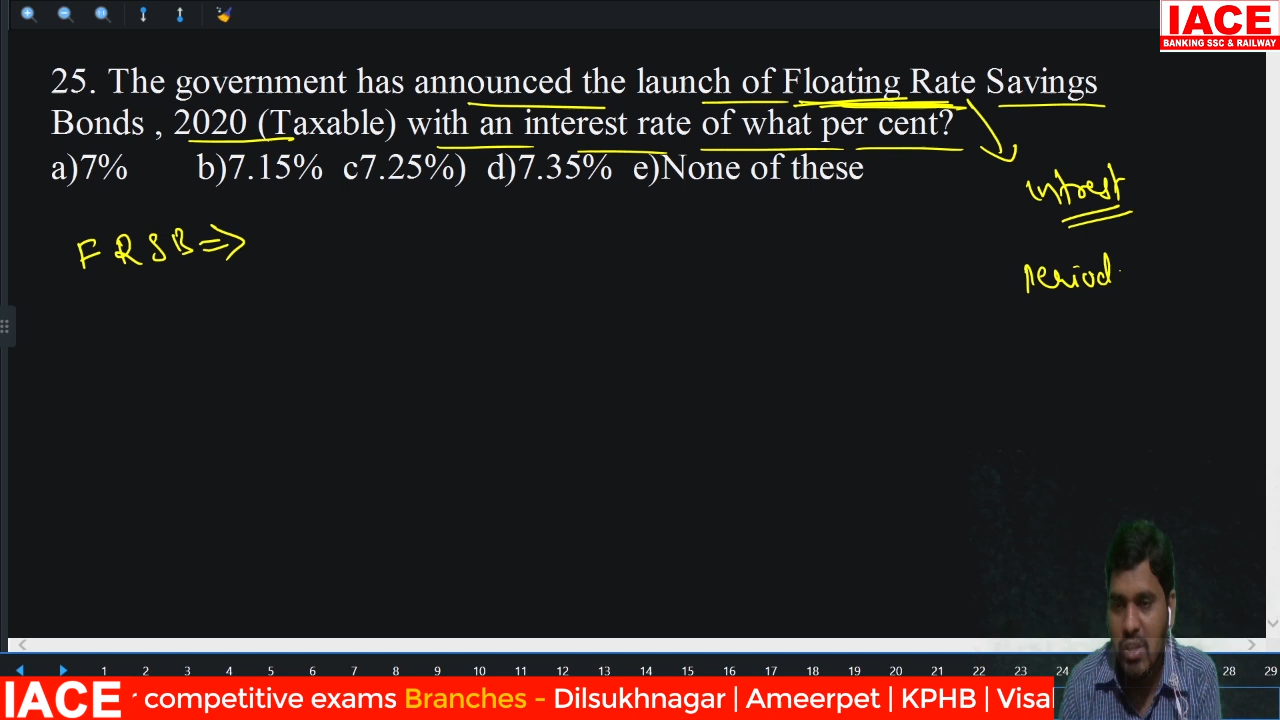 IACE
BANKING SSC & RAILWAY
25. The government has announced the launch of Floating Rate Savings
Bonds , 2020 (Taxable) with an interest rate of what per cent?
a)7% b)7.15% c7.25%) d)7.35% e)None of these
intrest
FRSB⇒
period
1 2 3 4 5 6 7 8 9 10 11 12 13 14 15 16 17 18 19 20 21 22 23 24 28 29
IACE competitive exams Branches - Dilsukhnagar | Ameerpet | KPHB | Visal